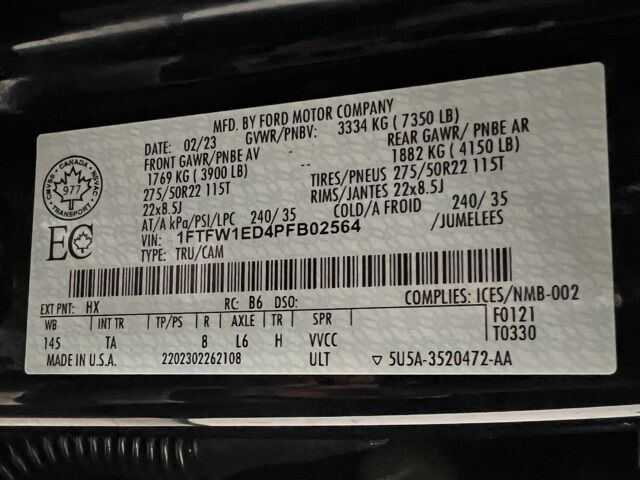 MFD. BY FORD MOTOR COMPANY
DATE: 02/23 GVWR/PNBV: 3334 KG ( 7350 LB)
FRONT GAWR/PNBE AV REAR GAWR/ PNBE AR
1769 KG ( 3900 LB) 1882 KG ( 4150 LB)
275/50R22 115T TIRES/PNEUS 275/50R22 115T
22x8.5J RIMS/JANTES 22x8.5J
AT/A kPa/PSI/LPC 240/ 35 COLD/A FROID 240/ 35
VIN: 1FTFW1ED4PFB02564 /JUMELEES
TYPE: TRU/CAM
CANADA
977
TRANSPORT
EC
EXT PNT: HX RC: B6 DSO: COMPLIES: ICES/NMB-002
WB INT TR TP/PS R AXLE TR SPR F0121
145 TA 8 L6 H VVCC T0330
MADE IN U.S.A. 2202302262108 ULT ▽ 5U5A-3520472-AA